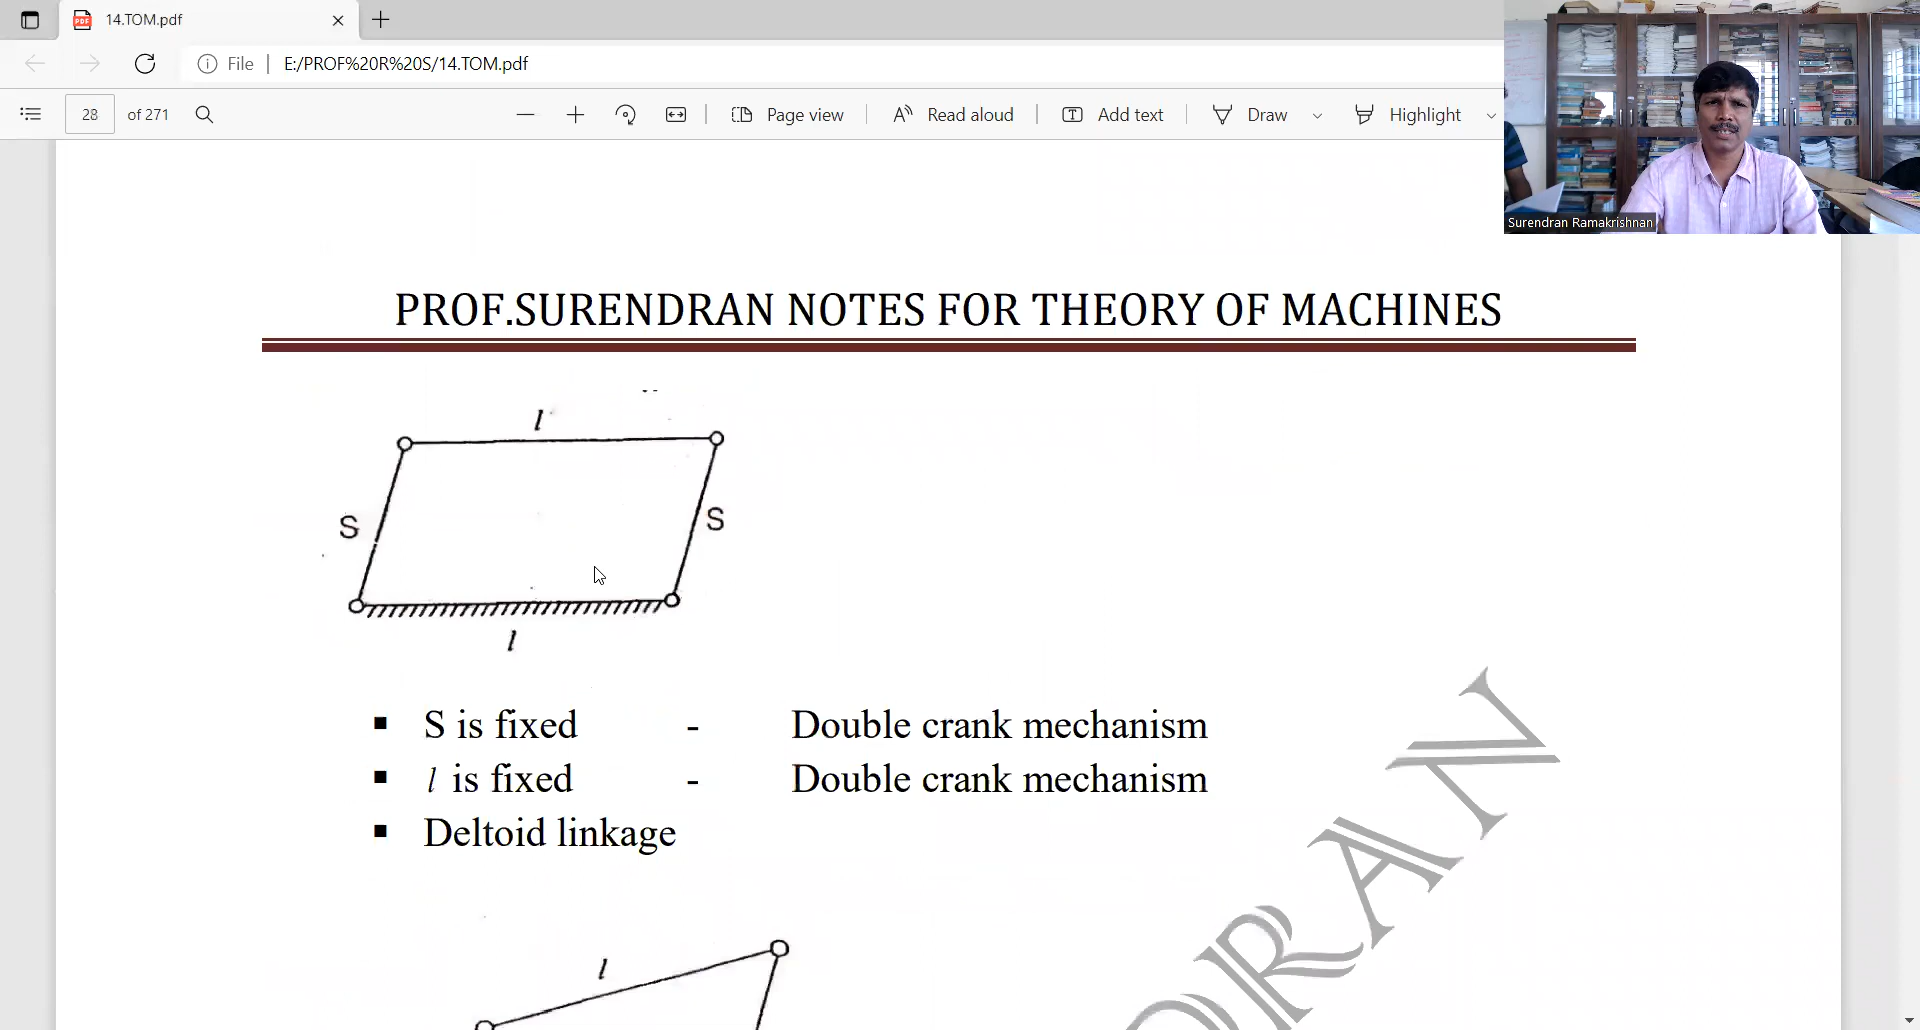 14.TOM.pdf
File
E:/PROF%20R%20S/14.TOM.pdf
28 of 271
Page view
Read aloud
Add text
Draw
Highlight
Surendran Ramakrishnan
PROF.SURENDRAN NOTES FOR THEORY OF MACHINES
l
S
S
l
▪ S is fixed - Double crank mechanism
▪ l is fixed - Double crank mechanism
▪ Deltoid linkage
l
RAN